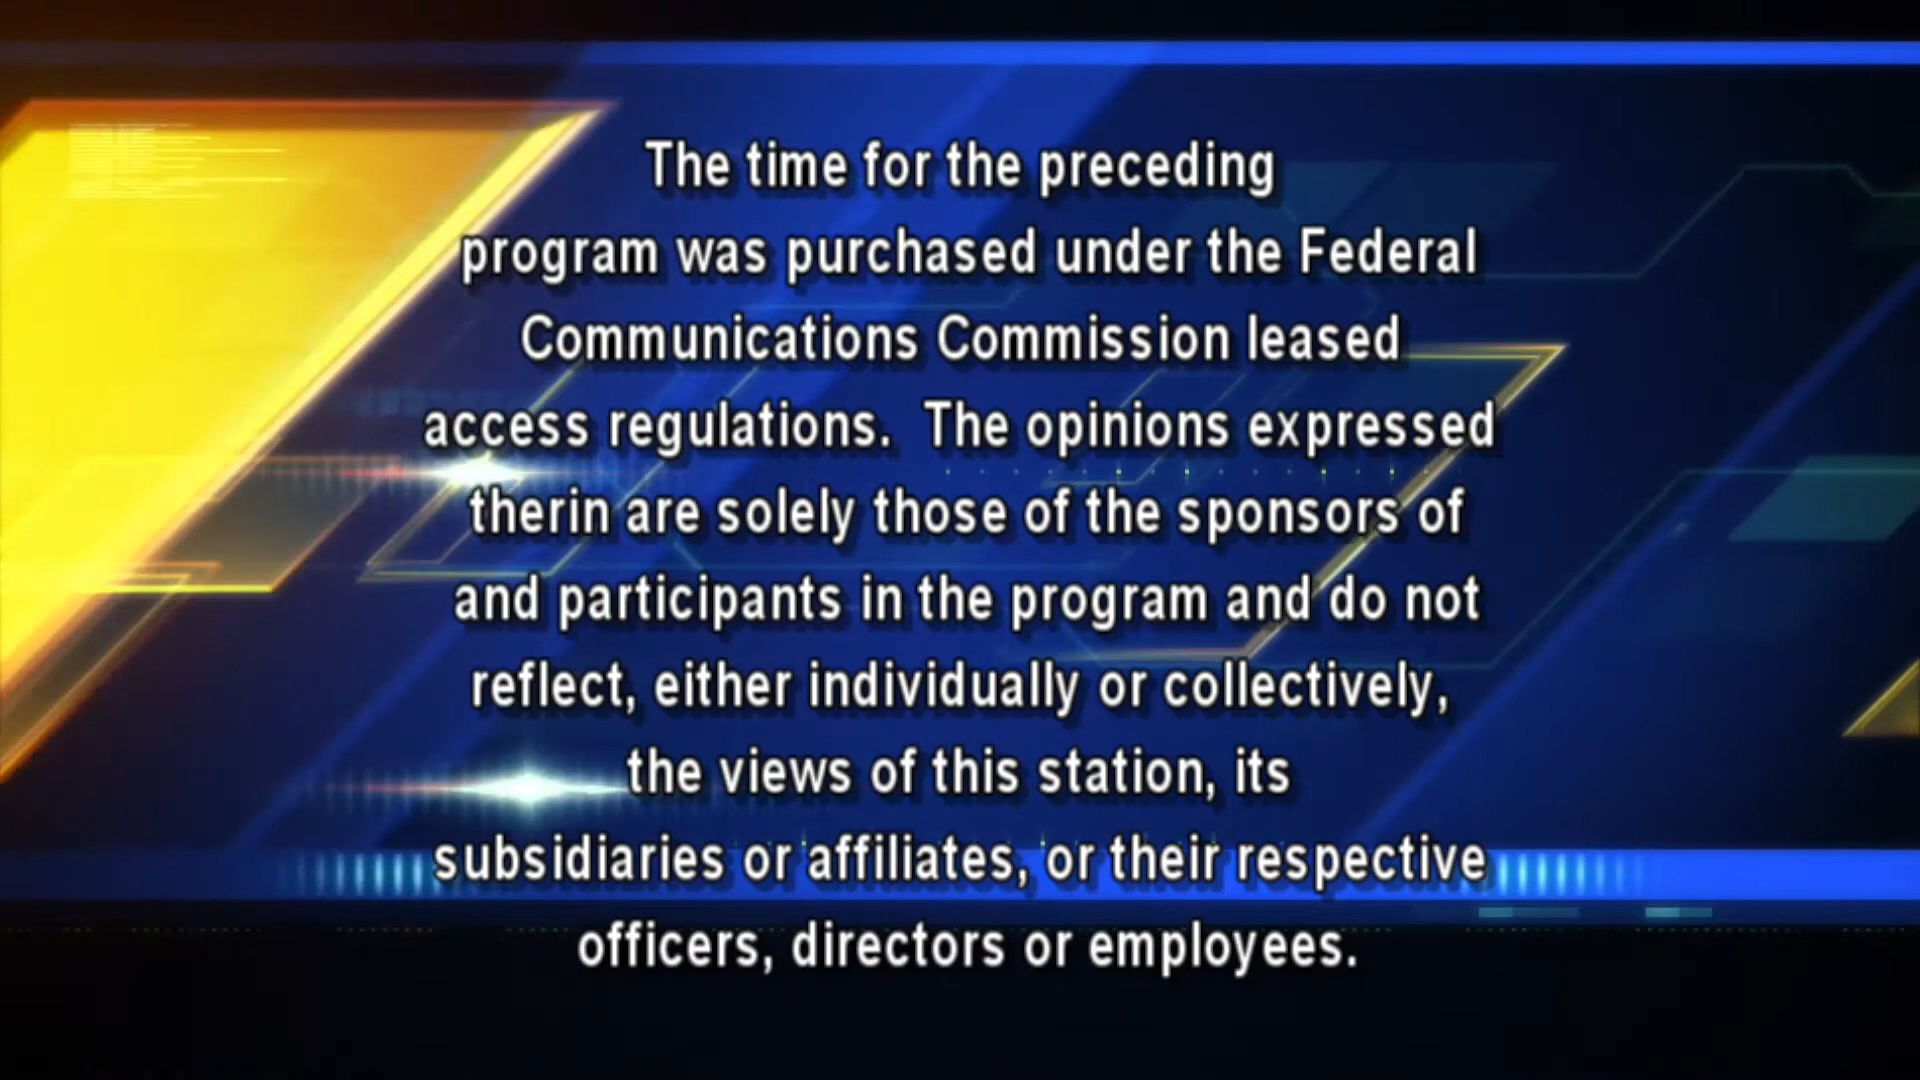 The time for the preceding
program was purchased under the Federal
Communications Commission leased
access regulations.  The opinions expressed
therin are solely those of the sponsors of
and participants in the program and do not
reflect, either individually or collectively,
the views of this station, its
subsidiaries or affiliates, or their respective
officers, directors or employees.